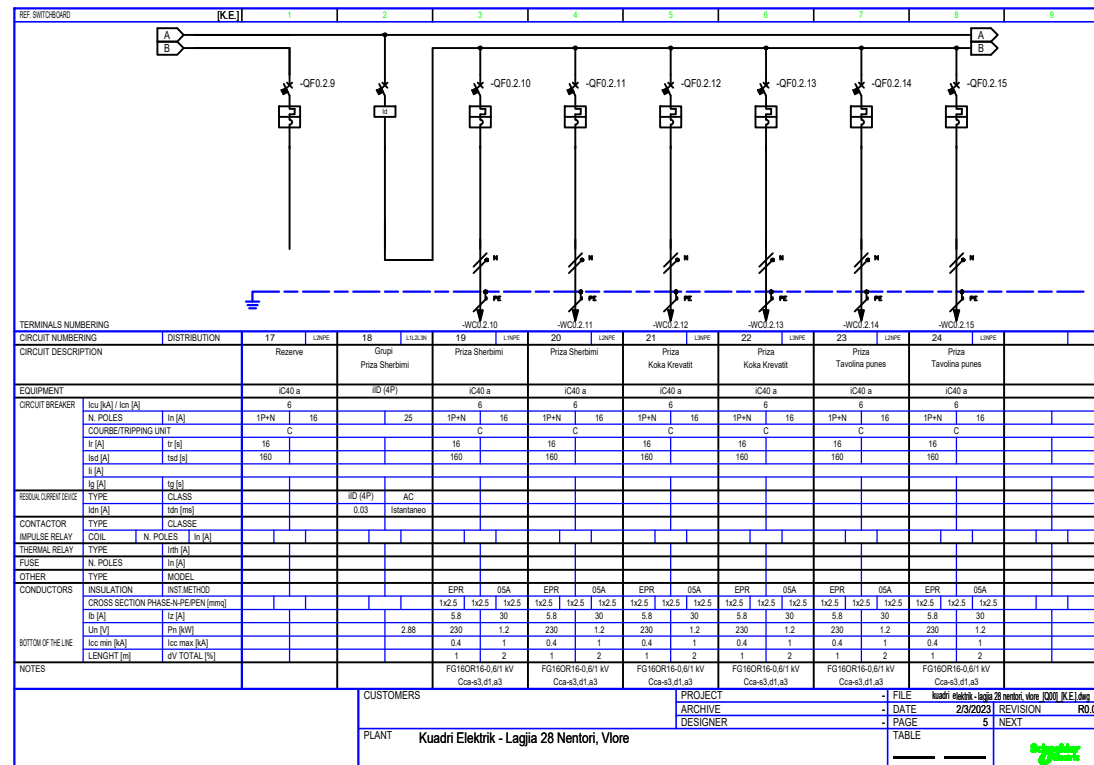 REF. SWITCHBOARD [K.E.] 1 2 3 4 5 6 7 8 9
A A
B B
-QF0.2.9 -QF0.2.10 -QF0.2.11 -QF0.2.12 -QF0.2.13 -QF0.2.14 -QF0.2.15
Id
N N N N N N
PE PE PE PE PE PE
TERMINALS NUMBERING -WC0.2.10 -WC0.2.11 -WC0.2.12 -WC0.2.13 -WC0.2.14 -WC0.2.15
CIRCUIT NUMBERING DISTRIBUTION 17 L2NPE 18 L1L2L3N 19 L1NPE 20 L2NPE 21 L3NPE 22 L3NPE 23 L2NPE 24 L3NPE
CIRCUIT DESCRIPTION Rezerve Grupi Priza Sherbimi Priza Sherbimi Priza Priza Priza Priza
Priza Sherbimi Koka Krevatit Koka Krevatit Tavolina punes Tavolina punes
EQUIPMENT iC40 a iID (4P) iC40 a iC40 a iC40 a iC40 a iC40 a iC40 a
CIRCUIT BREAKER Icu [kA] / Icn [A] 6 6 6 6 6 6 6
N. POLES In [A] 1P+N 16 25 1P+N 16 1P+N 16 1P+N 16 1P+N 16 1P+N 16 1P+N 16
COURBE/TRIPPING UNIT C C C C C C C
Ir [A] tr [s] 16 16 16 16 16 16 16
Isd [A] tsd [s] 160 160 160 160 160 160 160
Ii [A]
Ig [A] tg [s]
RESIDUAL CURRENT DEVICE TYPE CLASS iID (4P) AC
Idn [A] tdn [ms] 0.03 Istantaneo
CONTACTOR TYPE CLASSE
IMPULSE RELAY COIL N. POLES In [A]
THERMAL RELAY TYPE Irth [A]
FUSE N. POLES In [A]
OTHER TYPE MODEL
CONDUCTORS INSULATION INST.METHOD EPR 05A EPR 05A EPR 05A EPR 05A EPR 05A EPR 05A
CROSS SECTION PHASE-N-PE/PEN [mmq] 1x2.5 1x2.5 1x2.5 1x2.5 1x2.5 1x2.5 1x2.5 1x2.5 1x2.5 1x2.5 1x2.5 1x2.5 1x2.5 1x2.5 1x2.5 1x2.5 1x2.5 1x2.5
Ib [A] Iz [A] 5.8 30 5.8 30 5.8 30 5.8 30 5.8 30 5.8 30
Un [V] Pn [kW] 2.88 230 1.2 230 1.2 230 1.2 230 1.2 230 1.2 230 1.2
BOTTOM OF THE LINE Icc min [kA] Icc max [kA] 0.4 1 0.4 1 0.4 1 0.4 1 0.4 1 0.4 1
LENGHT [m] dV TOTAL [%] 1 2 1 2 1 2 1 2 1 2 1 2
NOTES FG16OR16-0,6/1 kV FG16OR16-0,6/1 kV FG16OR16-0,6/1 kV FG16OR16-0,6/1 kV FG16OR16-0,6/1 kV FG16OR16-0,6/1 kV
Cca-s3,d1,a3 Cca-s3,d1,a3 Cca-s3,d1,a3 Cca-s3,d1,a3 Cca-s3,d1,a3 Cca-s3,d1,a3
CUSTOMERS PROJECT - FILE kuadri elektrik - lagjia 28 nentori, vlore_[Q00]_[K.E.].dwg
ARCHIVE - DATE 2/3/2023 REVISION R0.0
DESIGNER - PAGE 5 NEXT
PLANT Kuadri Elektrik - Lagjia 28 Nentori, Vlore TABLE
Schneider
Electric